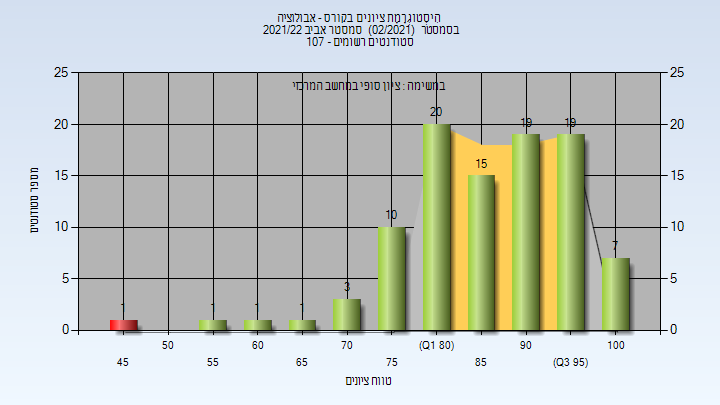 היסטוגרמת ציונים בקורס - אבולוציה
בסמסטר (02/2021) סמסטר אביב 2021/22
סטודנטים רשומים - 107
במשימה : ציון סופי במחשב המרכזי
מספר סטודנטים
25 25
20 20
15 15
10 10
5 5
0 0
1 1 1 1 3 10 20 15 19 19 7
45 50 55 60 65 70 75 (Q1 80) 85 90 (Q3 95) 100
טווח ציונים